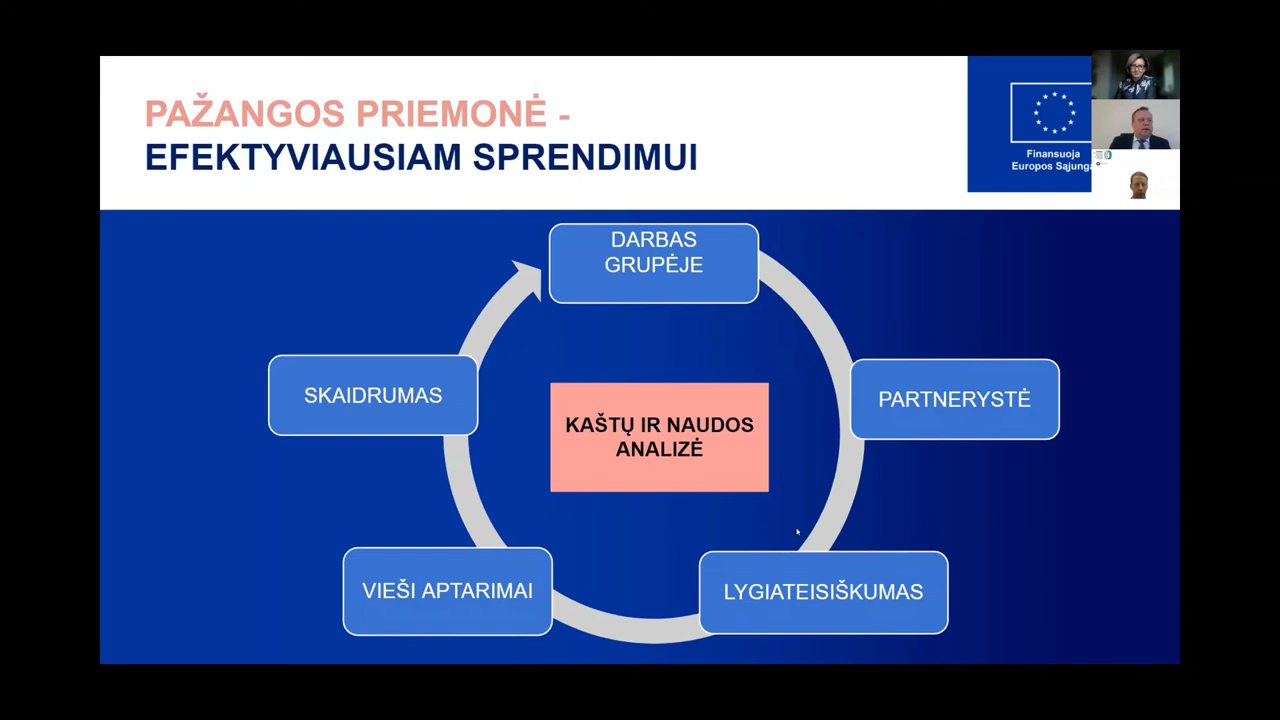 PAŽANGOS PRIEMONĖ -
EFEKTYVIAUSIAM SPRENDIMUI
Finansuoja
Europos Sąjunga
DARBAS
GRUPĖJE
SKAIDRUMAS
PARTNERYSTĖ
KAŠTŲ IR NAUDOS
ANALIZĖ
VIEŠI APTARIMAI
LYGIATEISIŠKUMAS